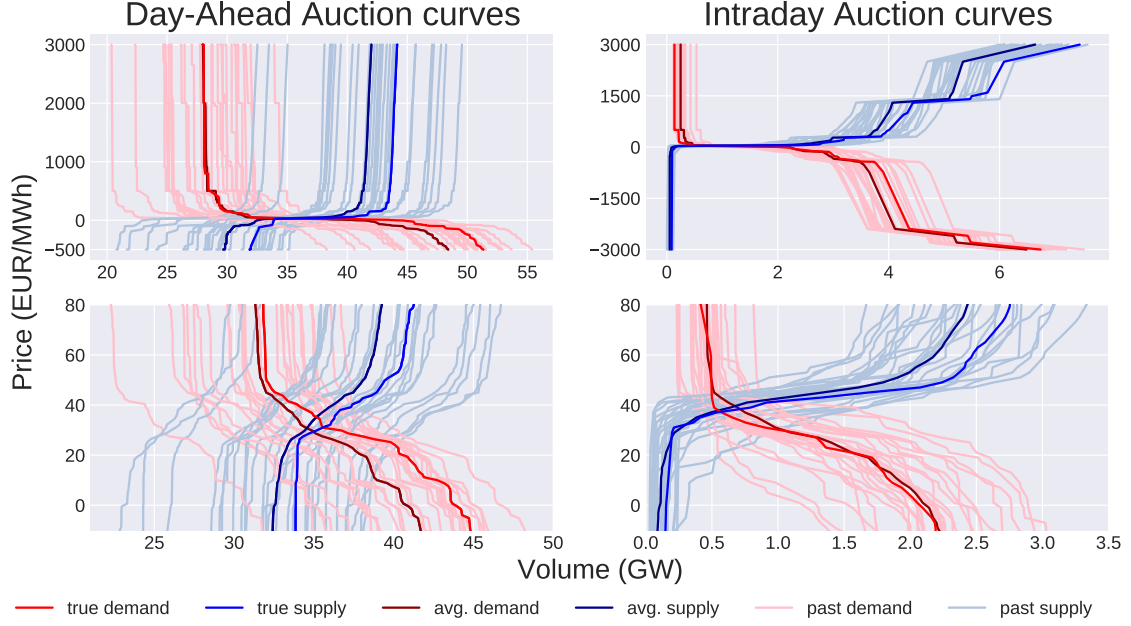 Day-Ahead Auction curves
Intraday Auction curves
Price (EUR/MWh)
3000
2000
1000
0
−500
20 25 30 35 40 45 50 55
3000
1500
0
−1500
−3000
0 2 4 6
80
60
40
20
0
25 30 35 40 45 50
80
60
40
20
0
0.0 0.5 1.0 1.5 2.0 2.5 3.0 3.5
Volume (GW)
true demand true supply avg. demand avg. supply past demand past supply